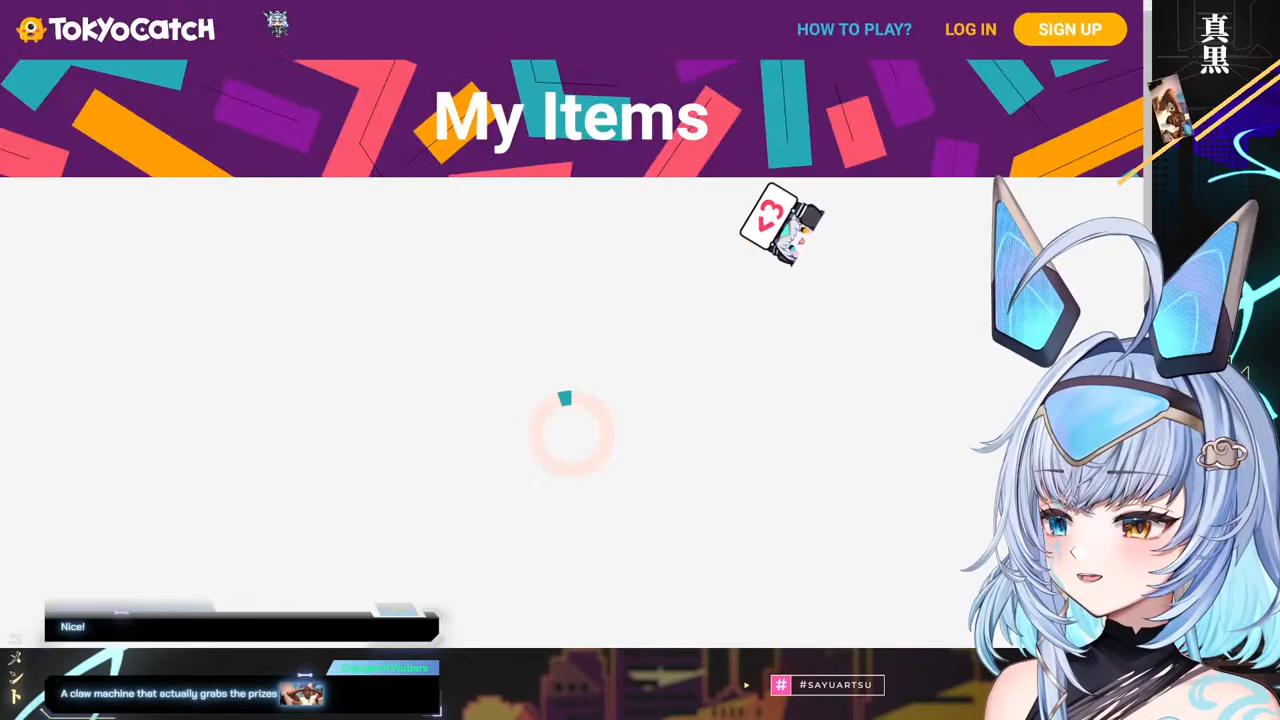 TOKYOCATCH
HOW TO PLAY?
LOG IN
SIGN UP
真黒
My Items
<3
Nice!
A claw machine that actually grabs the prizes
# #SAYUARTSU